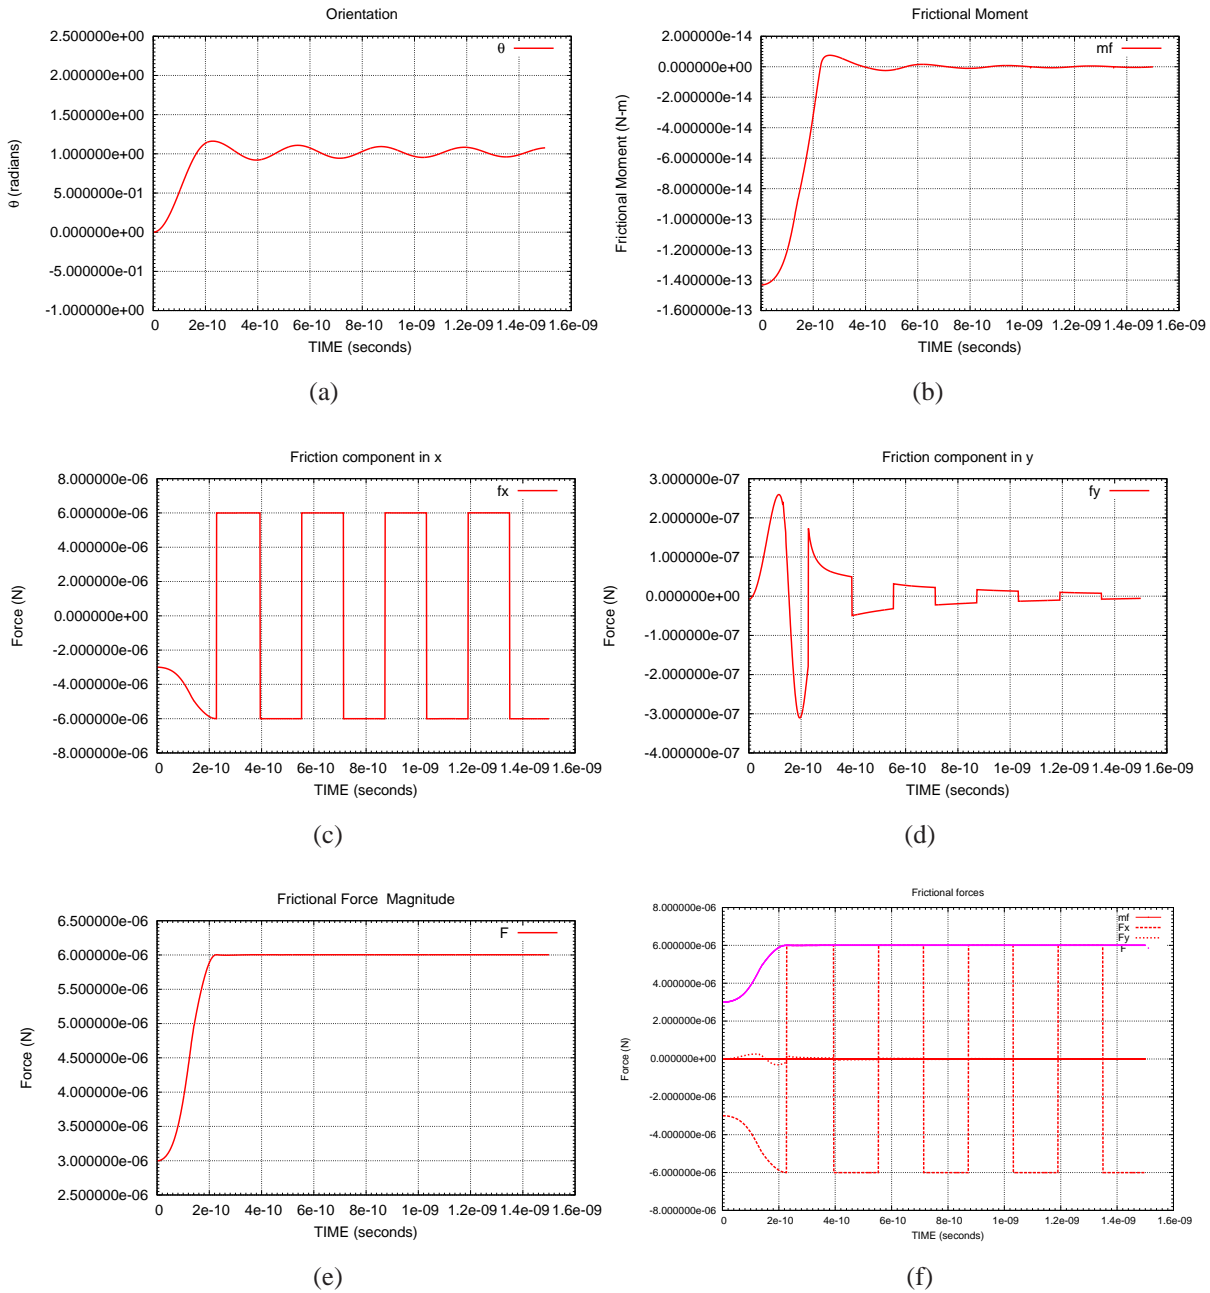 Orientation
2.500000e+00
2.000000e+00
1.500000e+00
1.000000e+00
5.000000e-01
0.000000e+00
-5.000000e-01
-1.000000e+00
θ
θ (radians)
0 2e-10 4e-10 6e-10 8e-10 1e-09 1.2e-09 1.4e-09 1.6e-09
TIME (seconds)
(a)
Frictional Moment
2.000000e-14
0.000000e+00
-2.000000e-14
-4.000000e-14
-6.000000e-14
-8.000000e-14
-1.000000e-13
-1.200000e-13
-1.400000e-13
-1.600000e-13
mf
Frictional Moment (N-m)
0 2e-10 4e-10 6e-10 8e-10 1e-09 1.2e-09 1.4e-09 1.6e-09
TIME (seconds)
(b)
Friction component in x
8.000000e-06
6.000000e-06
4.000000e-06
2.000000e-06
0.000000e+00
-2.000000e-06
-4.000000e-06
-6.000000e-06
-8.000000e-06
fx
Force (N)
0 2e-10 4e-10 6e-10 8e-10 1e-09 1.2e-09 1.4e-09 1.6e-09
TIME (seconds)
(c)
Friction component in y
3.000000e-07
2.000000e-07
1.000000e-07
0.000000e+00
-1.000000e-07
-2.000000e-07
-3.000000e-07
-4.000000e-07
fy
Force (N)
0 2e-10 4e-10 6e-10 8e-10 1e-09 1.2e-09 1.4e-09 1.6e-09
TIME (seconds)
(d)
Frictional Force Magnitude
6.500000e-06
6.000000e-06
5.500000e-06
5.000000e-06
4.500000e-06
4.000000e-06
3.500000e-06
3.000000e-06
2.500000e-06
F
Force (N)
0 2e-10 4e-10 6e-10 8e-10 1e-09 1.2e-09 1.4e-09 1.6e-09
TIME (seconds)
(e)
Frictional forces
8.000000e-06
6.000000e-06
4.000000e-06
2.000000e-06
0.000000e+00
-2.000000e-06
-4.000000e-06
-6.000000e-06
-8.000000e-06
mf
Fx
Fy
F
Force (N)
0 2e-10 4e-10 6e-10 8e-10 1e-09 1.2e-09 1.4e-09 1.6e-09
TIME (seconds)
(f)